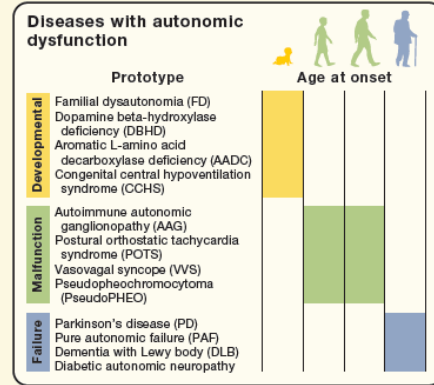 Diseases with autonomic
dysfunction
Prototype
Age at onset
Developmental
Familial dysautonomia (FD)
Dopamine beta-hydroxylase
deficiency (DBHD)
Aromatic L-amino acid
decarboxylase deficiency (AADC)
Congenital central hypoventilation
syndrome (CCHS)
Malfunction
Autoimmune autonomic
ganglionopathy (AAG)
Postural orthostatic tachycardia
syndrome (POTS)
Vasovagal syncope (VVS)
Pseudopheochromocytoma
(PseudoPHEO)
Failure
Parkinson's disease (PD)
Pure autonomic failure (PAF)
Dementia with Lewy body (DLB)
Diabetic autonomic neuropathy